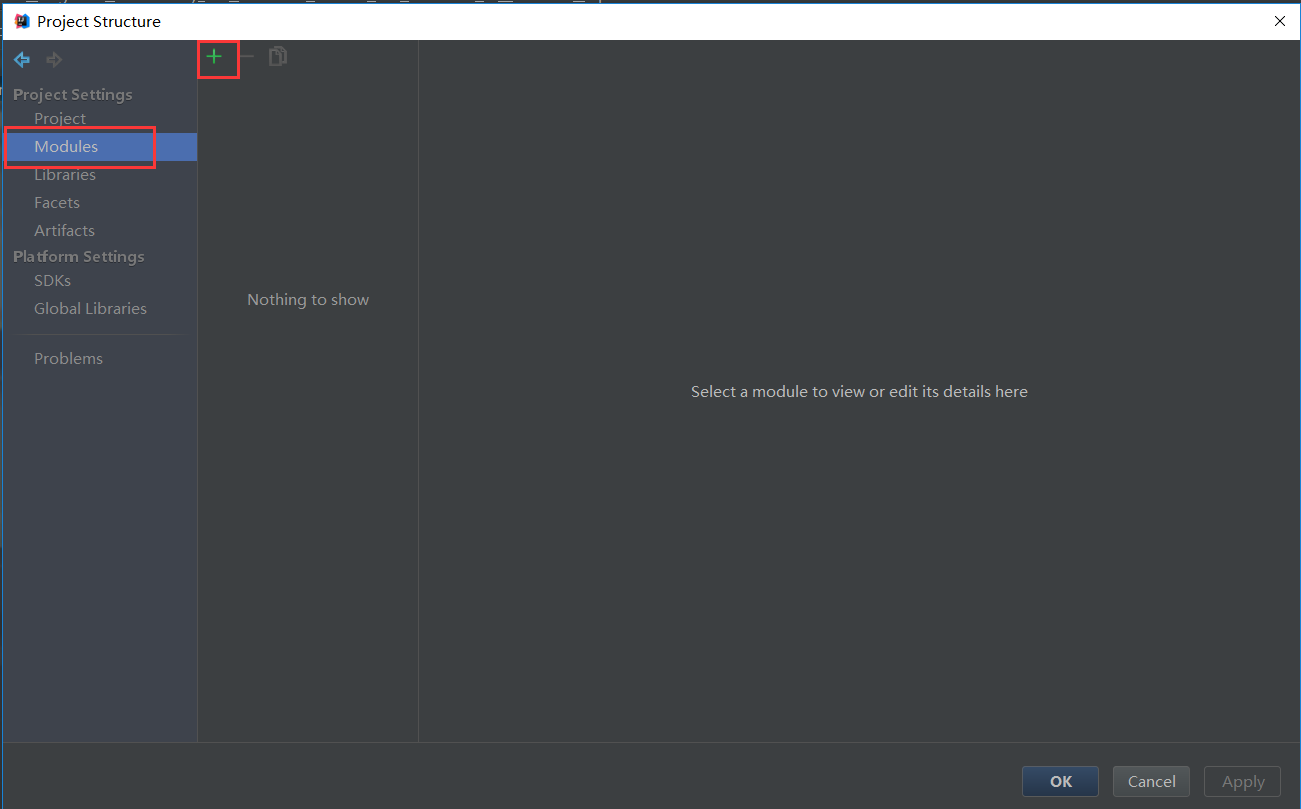 Project Structure
Project Settings
Project
Modules
Libraries
Facets
Artifacts
Platform Settings
SDKs
Global Libraries
Problems
Nothing to show
Select a module to view or edit its details here
OK
Cancel
Apply